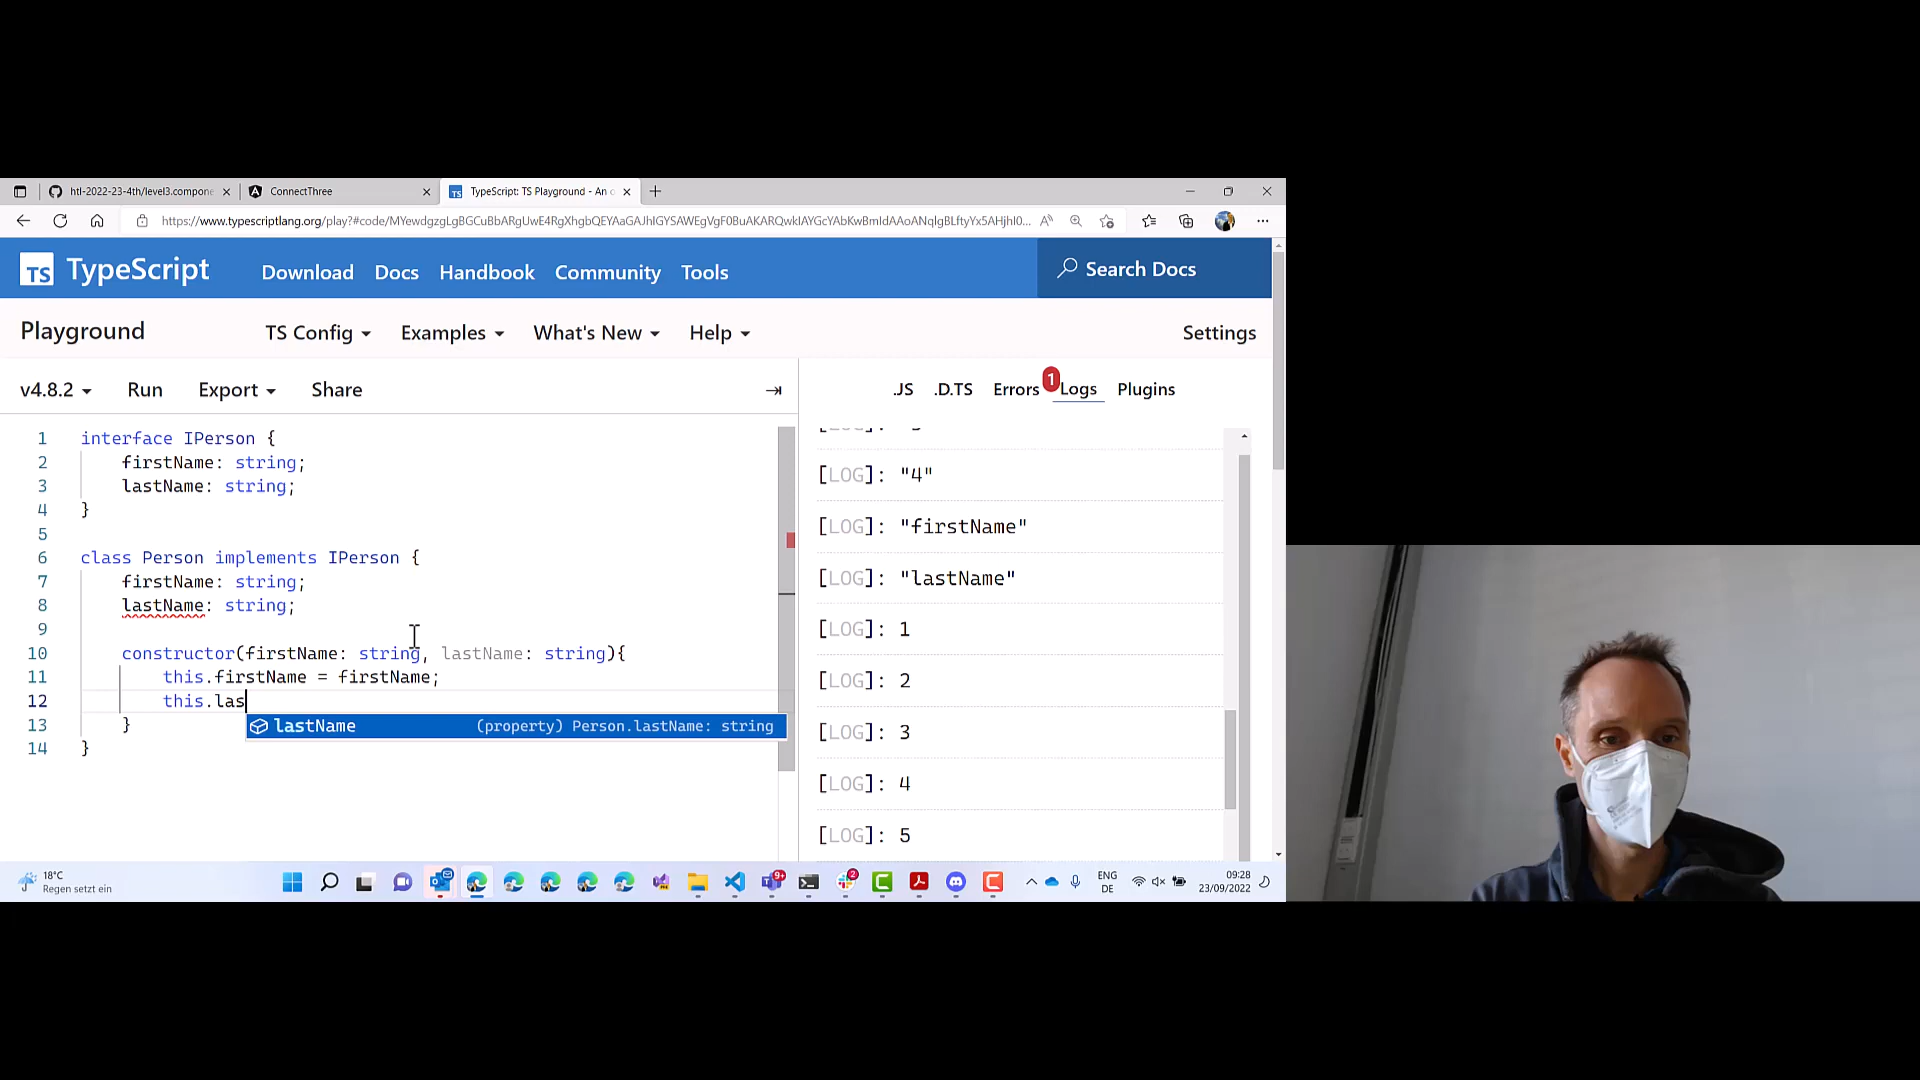 htl-2022-23-4th/level3.compone
ConnectThree
TS
TypeScript: TS Playground - An
https://www.typescriptlang.org/play?#code/
TS
TypeScript
Download
Docs
Handbook
Community
Tools
Search Docs
Playground
TS Config
Examples
What's New
Help
Settings
v4.8.2
Run
Export
Share
.JS
.D.TS
Errors
1
Logs
Plugins
1 interface IPerson {
2 firstName: string;
3 lastName: string;
4 }
5
6 class Person implements IPerson {
7 firstName: string;
8 lastName: string;
9
10 constructor(firstName: string, lastName: string){
11 this.firstName = firstName;
12 this.las
lastName (property) Person.lastName: string
13 }
14 }
[LOG]: "4"
[LOG]: "firstName"
[LOG]: "lastName"
[LOG]: 1
[LOG]: 2
[LOG]: 3
[LOG]: 4
[LOG]: 5
18°C
Regen setzt ein
9+
2
ENG
DE
09:28
23/09/2022